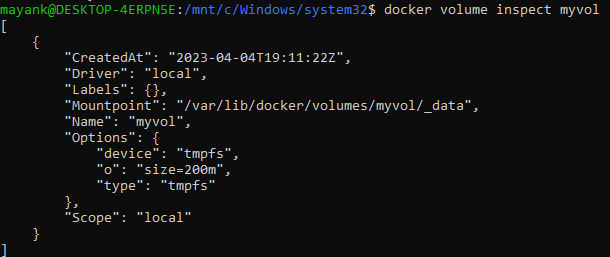 mayank@DESKTOP-4ERPN5E:/mnt/c/Windows/system32$ docker volume inspect myvol
[
    {
        "CreatedAt": "2023-04-04T19:11:22Z",
        "Driver": "local",
        "Labels": {},
        "Mountpoint": "/var/lib/docker/volumes/myvol/_data",
        "Name": "myvol",
        "Options": {
            "device": "tmpfs",
            "o": "size=200m",
            "type": "tmpfs"
        },
        "Scope": "local"
    }
]